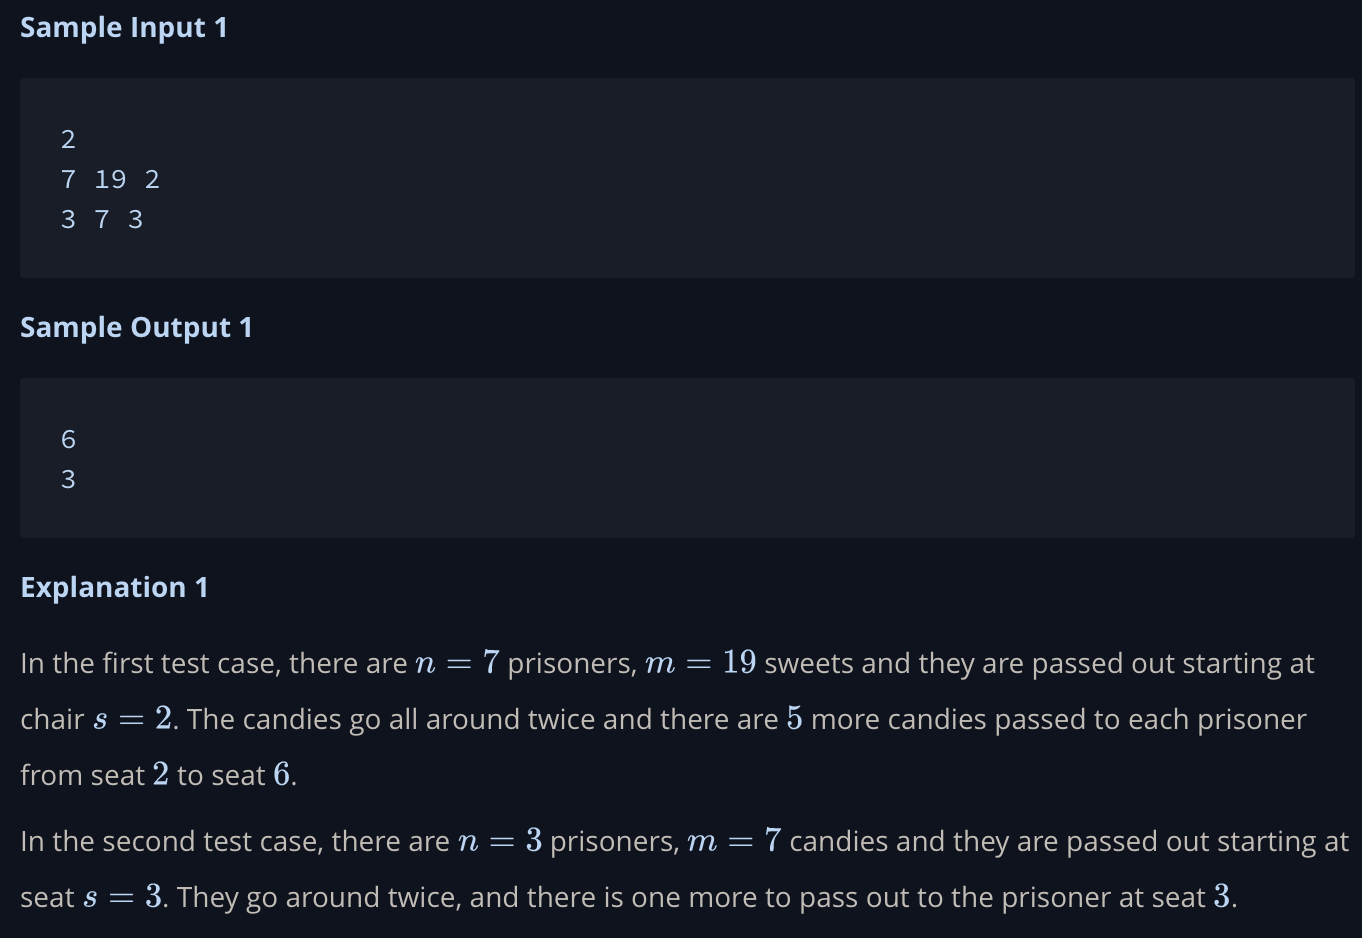 Sample Input 1
2
7 19 2
3 7 3
Sample Output 1
6
3
Explanation 1
In the first test case, there are n = 7 prisoners, m = 19 sweets and they are passed out starting at
chair s = 2. The candies go all around twice and there are 5 more candies passed to each prisoner
from seat 2 to seat 6.
In the second test case, there are n = 3 prisoners, m = 7 candies and they are passed out starting at
seat s = 3. They go around twice, and there is one more to pass out to the prisoner at seat 3.